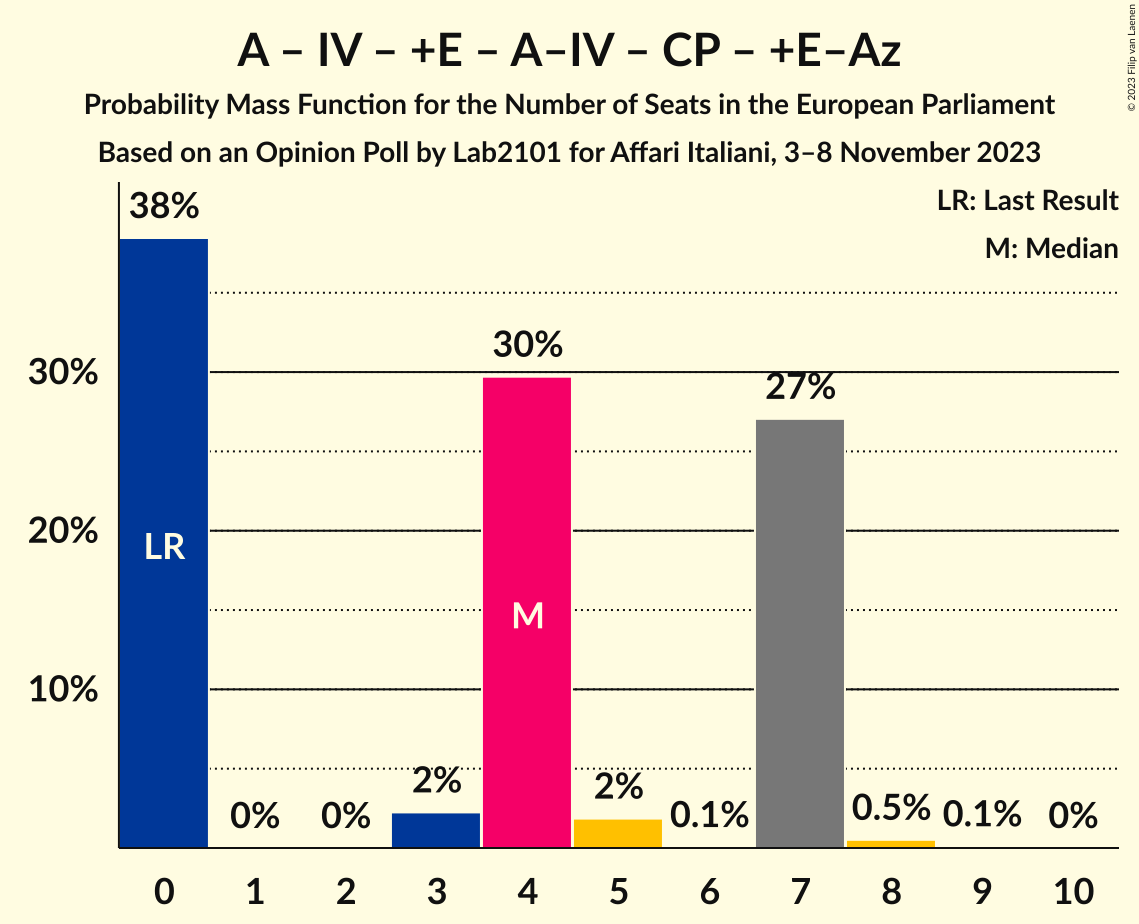 A – IV – +E – A–IV – CP – +E–Az
Probability Mass Function for the Number of Seats in the European Parliament
Based on an Opinion Poll by Lab2101 for Affari Italiani, 3–8 November 2023
© 2023 Filip van Laenen
LR: Last Result
M: Median
38%
30%
27%
30%
20%
10%
LR
M
2%
2%
0%
0%
0.1%
0.5%
0.1%
0%
0 1 2 3 4 5 6 7 8 9 10